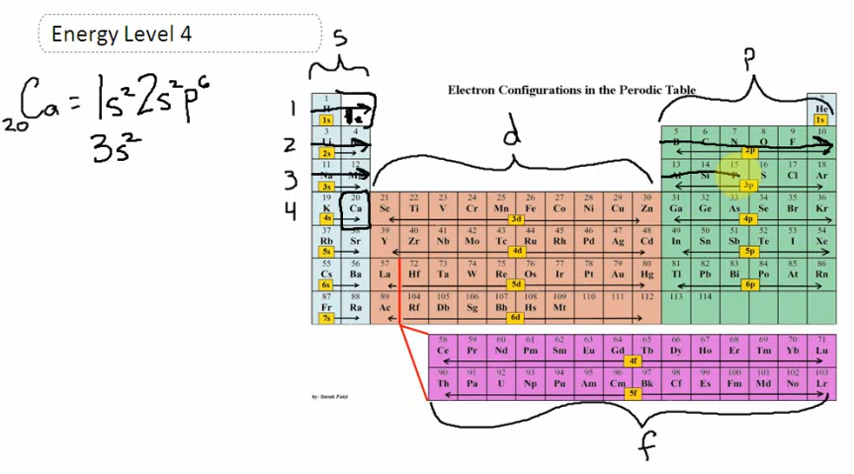 Energy Level 4
S
P
₂₀Ca = 1s²2s²p⁶
3s²
Electron Configurations in the Perodic Table
d
1 2
1 H He
1s 1s
3 4 5 6 7 8 9 10
2 Li B C N O F
2s 2p
11 12 13 14 15 16 17 18
3 Na Mg Al Si P S Cl Ar
3s 3p
19 20 21 22 23 24 25 26 27 28 29 30 31 32 33 34 35 36
4 K Ca Sc Ti V Cr Mn Fe Co Ni Cu Zn Ga Ge As Se Br Kr
4s 3d 4p
37 38 39 40 41 42 43 44 45 46 47 48 49 50 51 52 53 54
Rb Sr Y Zr Nb Mo Tc Ru Rh Pd Ag Cd In Sn Sb Te I Xe
5s 4d 5p
55 56 57 72 73 74 75 76 77 78 79 80 81 82 83 84 85 86
Cs Ba La Hf Ta W Re Os Ir Pt Au Hg Tl Pb Bi Po At Rn
6s 5d 6p
87 88 89 104 105 106 107 108 109 110 111 112 113 114
Fr Ra Ac Rf Db Sg Bh Hs Mt
7s 6d
58 59 60 61 62 63 64 65 66 67 68 69 70 71
Ce Pr Nd Pm Sm Eu Gd Tb Dy Ho Er Tm Yb Lu
4f
90 91 92 93 94 95 96 97 98 99 100 101 102 103
Th Pa U Np Pu Am Cm Bk Cf Es Fm Md No Lr
5f
by: Sarah Faizi
f